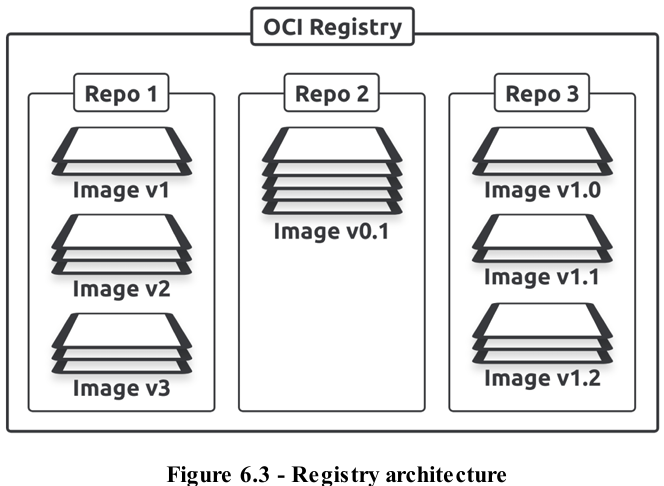 OCI Registry
Repo 1
Image v1
Image v2
Image v3
Repo 2
Image v0.1
Repo 3
Image v1.0
Image v1.1
Image v1.2
Figure 6.3 - Registry architecture